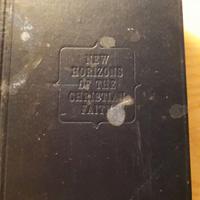 NEW
HORIZONS
OF THE
CHRISTIAN
FAITH